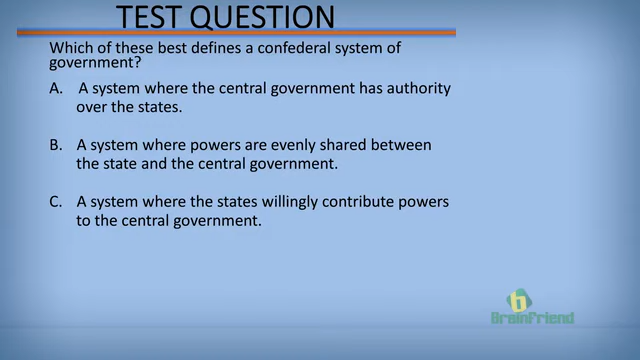 TEST QUESTION
Which of these best defines a confederal system of
government?
A. A system where the central government has authority
over the states.
B. A system where powers are evenly shared between
the state and the central government.
C. A system where the states willingly contribute powers
to the central government.
b
Brainfriend